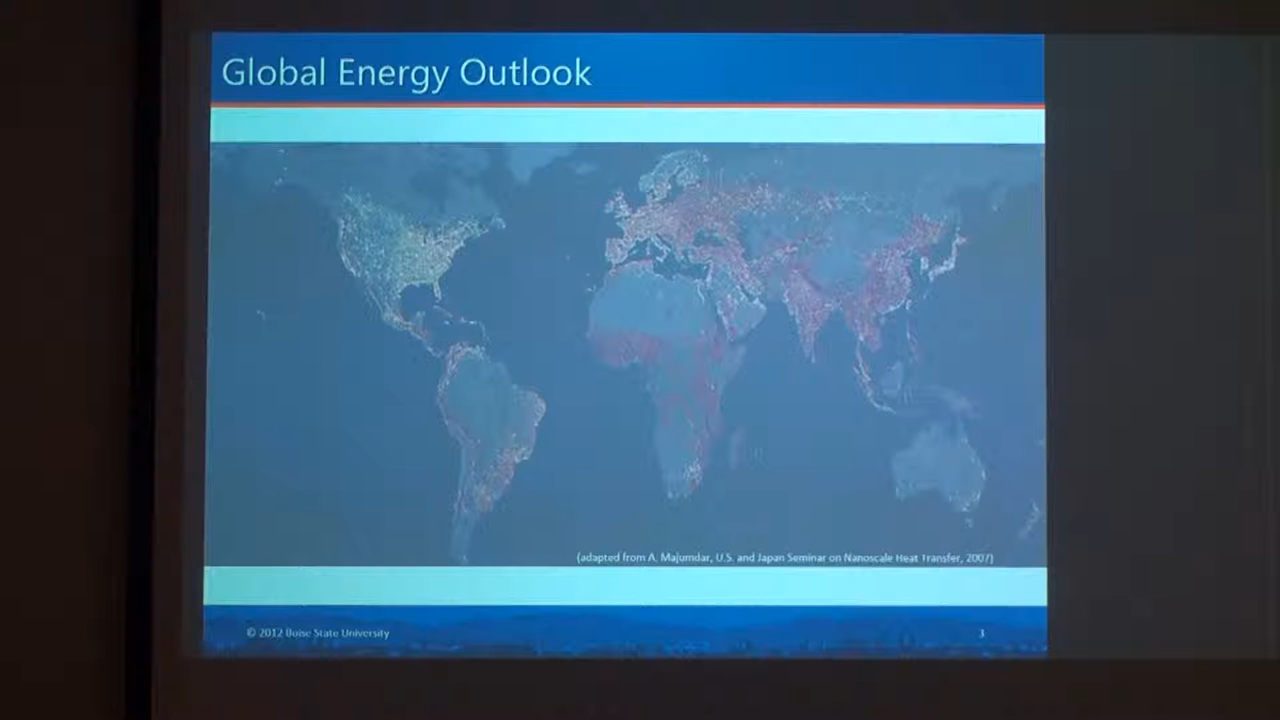 Global Energy Outlook
(adapted from A. Majumdar, U.S. and Japan Seminar on Nanoscale Heat Transfer, 2007)
© 2012 Boise State University
3